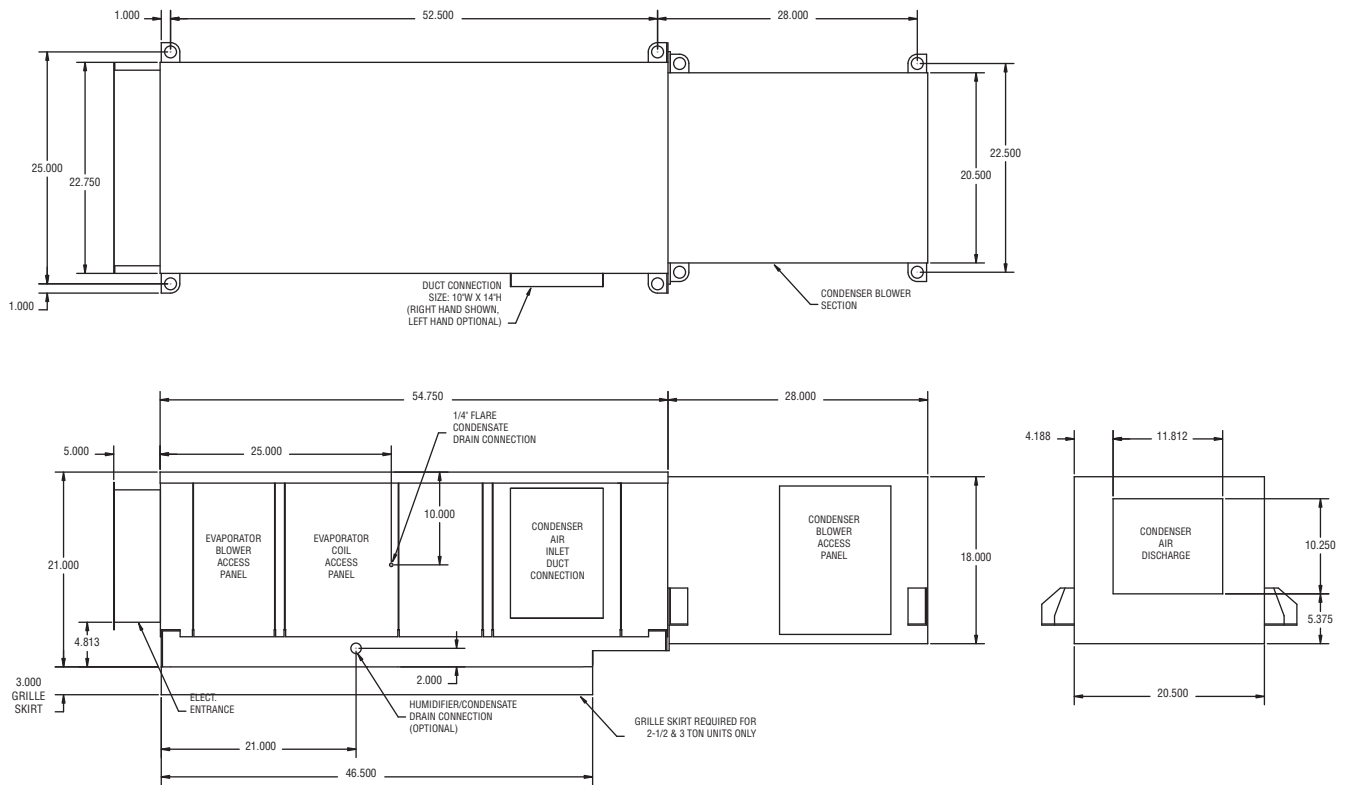 1.000
52.500
28.000
25.000
22.750
22.500
20.500
1.000
DUCT CONNECTION
SIZE: 10"W X 14"H
(RIGHT HAND SHOWN,
LEFT HAND OPTIONAL)
CONDENSER BLOWER
SECTION
54.750
28.000
1/4" FLARE
CONDENSATE
DRAIN CONNECTION
5.000
25.000
4.188
11.812
10.000
EVAPORATOR
BLOWER
ACCESS
PANEL
EVAPORATOR
COIL
ACCESS
PANEL
CONDENSER
AIR
INLET
DUCT
CONNECTION
CONDENSER
BLOWER
ACCESS
PANEL
CONDENSER
AIR
DISCHARGE
21.000
18.000
10.250
5.375
4.813
2.000
3.000
GRILLE
SKIRT
ELECT.
ENTRANCE
HUMIDIFIER/CONDENSATE
DRAIN CONNECTION
(OPTIONAL)
GRILLE SKIRT REQUIRED FOR
2-1/2 & 3 TON UNITS ONLY
20.500
21.000
46.500